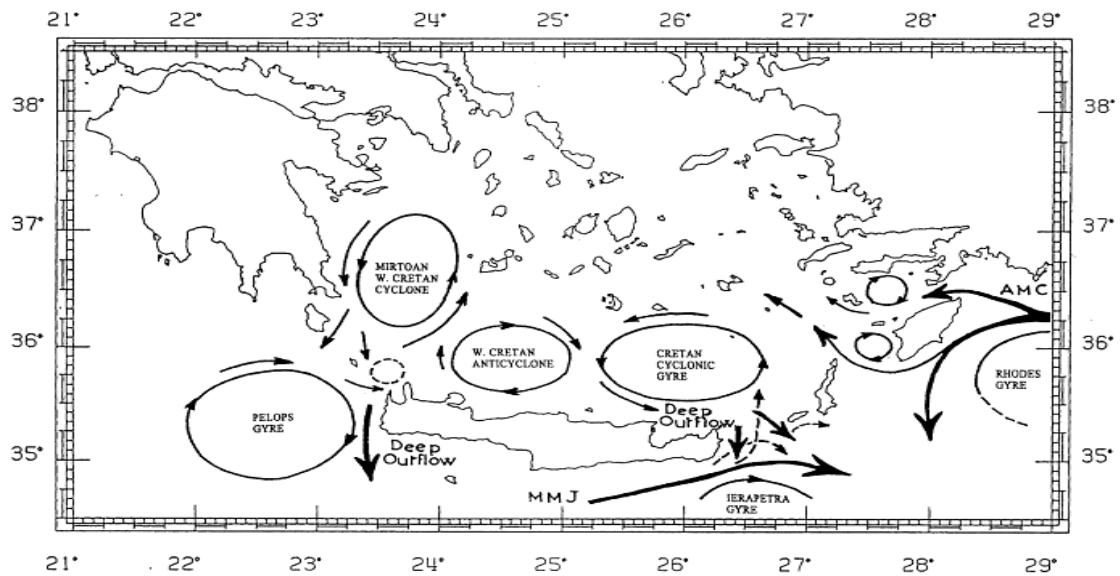 21° 22° 23° 24° 25° 26° 27° 28° 29°
38° 38°
37° 37°
MIRTOAN
W. CRETAN
CYCLONE
AMC
36° 36°
W. CRETAN
ANTICYCLONE
CRETAN
CYCLONIC
GYRE
RHODES
GYRE
PELOPS
GYRE
Deep
Outflow
Deep
Outflow
35° 35°
MMJ
IERAPETRA
GYRE
21° 22° 23° 24° 25° 26° 27° 28° 29°